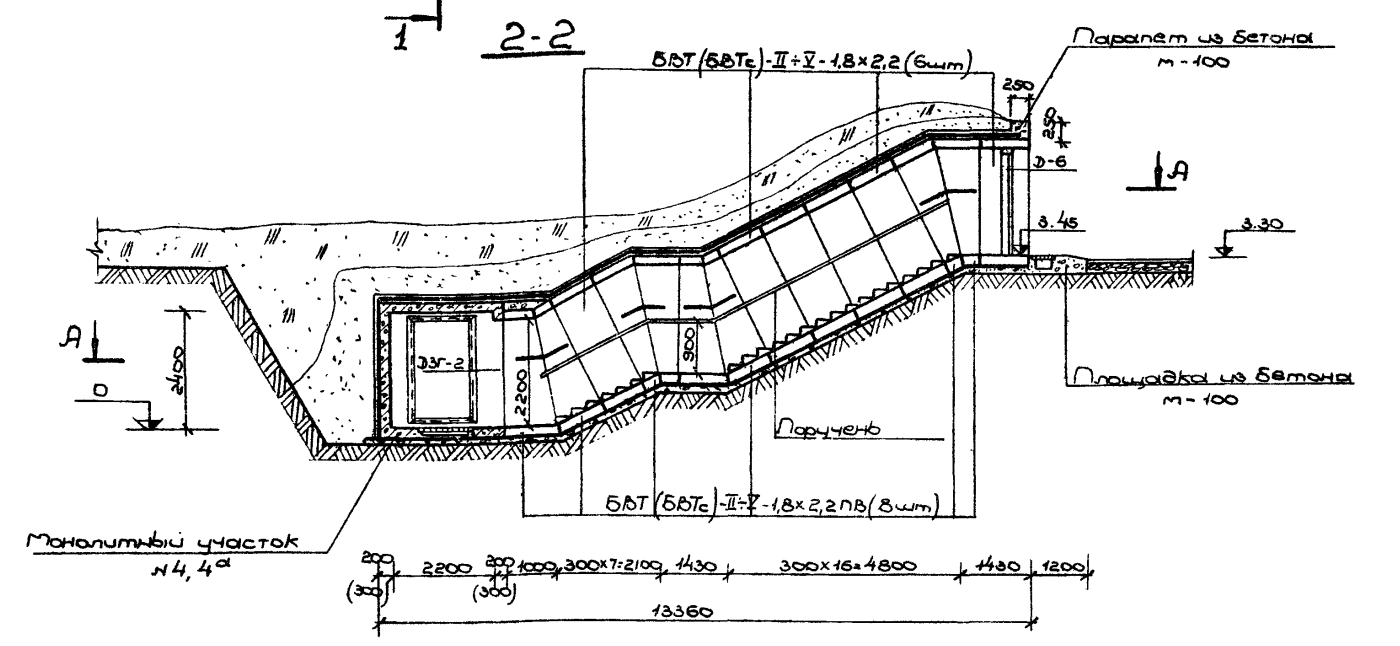 1
2-2
БВТ(БВТс)-II÷V-1,8×2,2(6шт)
Парапет из бетона
м-100
250
250
Д-6
А
3.45
3.30
А
0
2400
ДЗГ-2
2200
900
Площадка из бетона
м-100
Поручень
БВТ(БВТс)-II÷V-1,8×2,2ПВ(8шт)
Монолитный участок
N4, 4а
200 2200 200 1000 300×7=2100 1430 300×16=4800 1430 1200
(300) (300)
13360